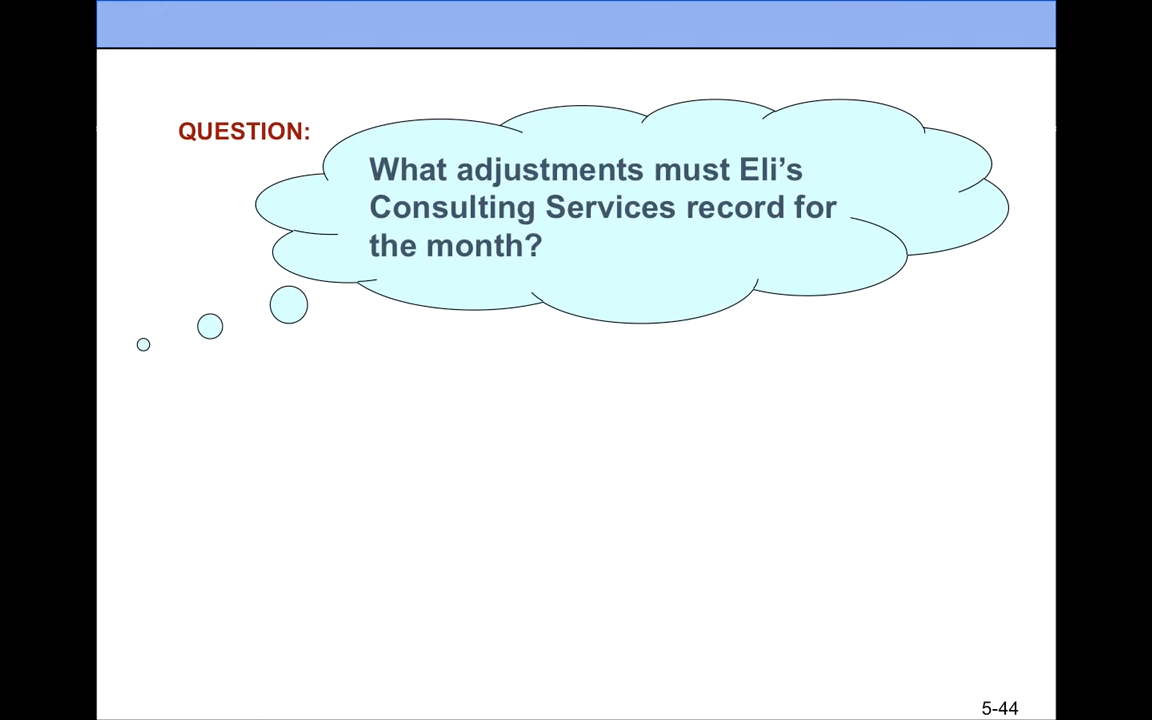 QUESTION:
What adjustments must Eli’s
Consulting Services record for
the month?
5-44